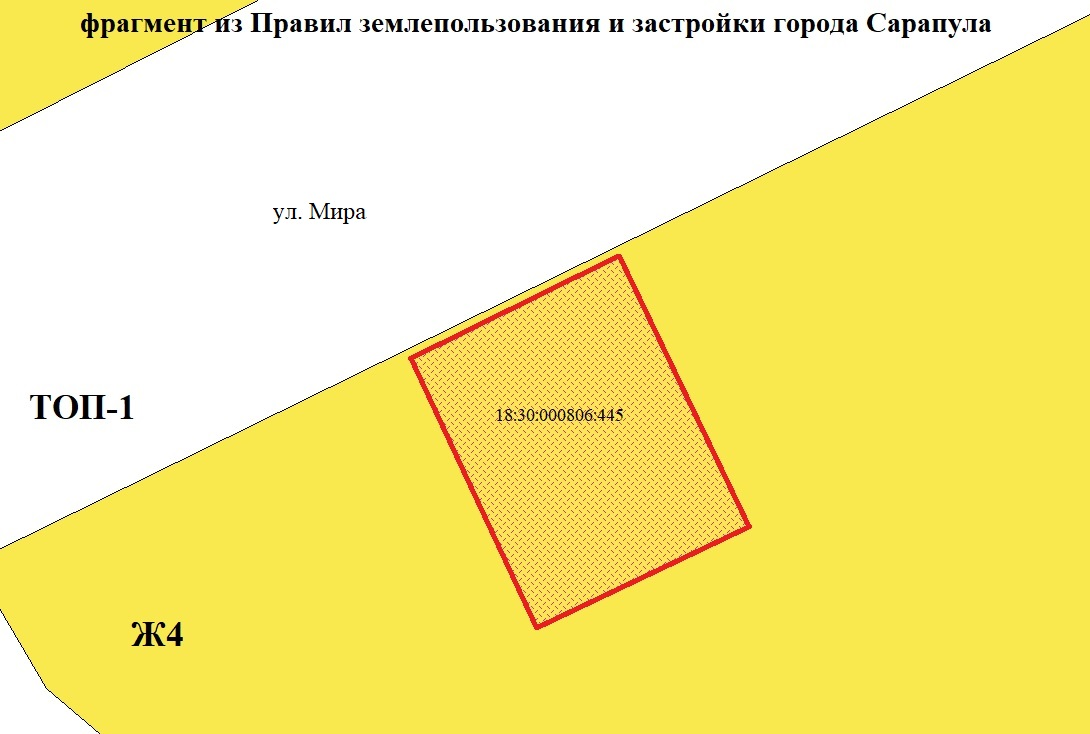 фрагмент из Правил землепользования и застройки города Сарапула
ул. Мира
ТОП-1
18:30:000806:445
Ж4